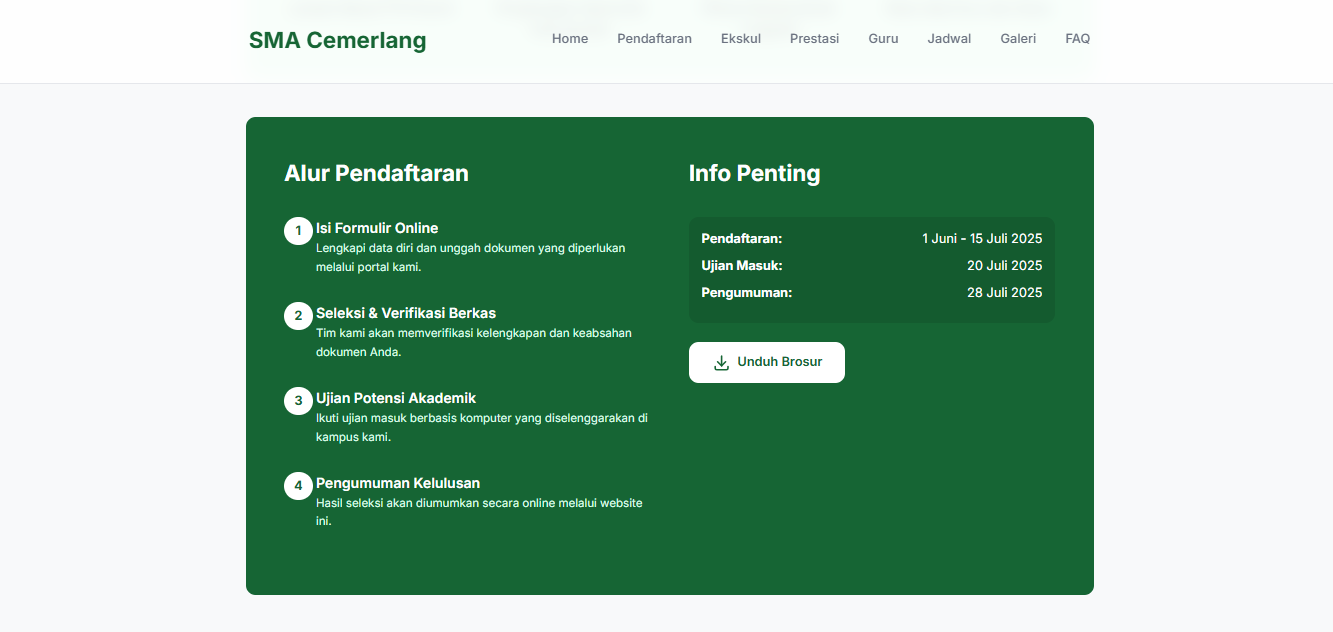 SMA Cemerlang
Home
Pendaftaran
Ekskul
Prestasi
Guru
Jadwal
Galeri
FAQ
Alur Pendaftaran
1
Isi Formulir Online
Lengkapi data diri dan unggah dokumen yang diperlukan
melalui portal kami.
2
Seleksi & Verifikasi Berkas
Tim kami akan memverifikasi kelengkapan dan keabsahan
dokumen Anda.
3
Ujian Potensi Akademik
Ikuti ujian masuk berbasis komputer yang diselenggarakan di
kampus kami.
4
Pengumuman Kelulusan
Hasil seleksi akan diumumkan secara online melalui website
ini.
Info Penting
Pendaftaran: 1 Juni - 15 Juli 2025
Ujian Masuk: 20 Juli 2025
Pengumuman: 28 Juli 2025
Unduh Brosur